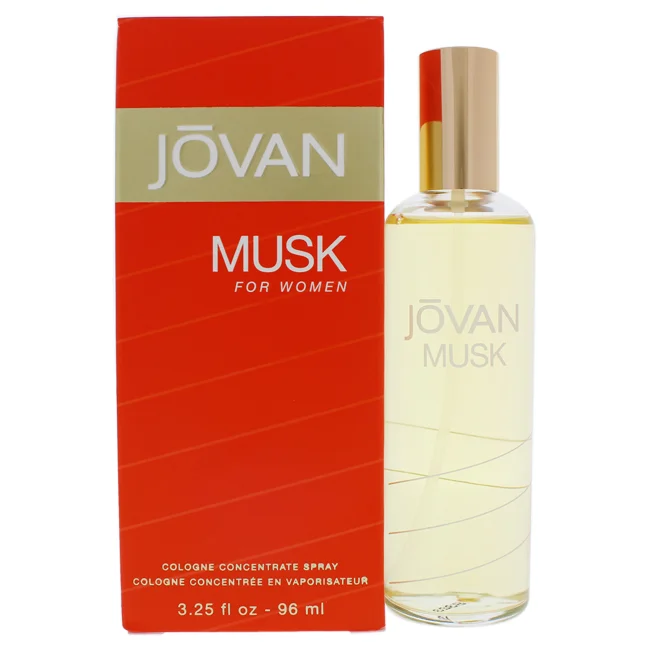 JŌVAN
MUSK
FOR WOMEN
COLOGNE CONCENTRATE SPRAY
COLOGNE CONCENTRÉE EN VAPORISATEUR
3.25 fl oz - 96 ml
JŌVAN
MUSK